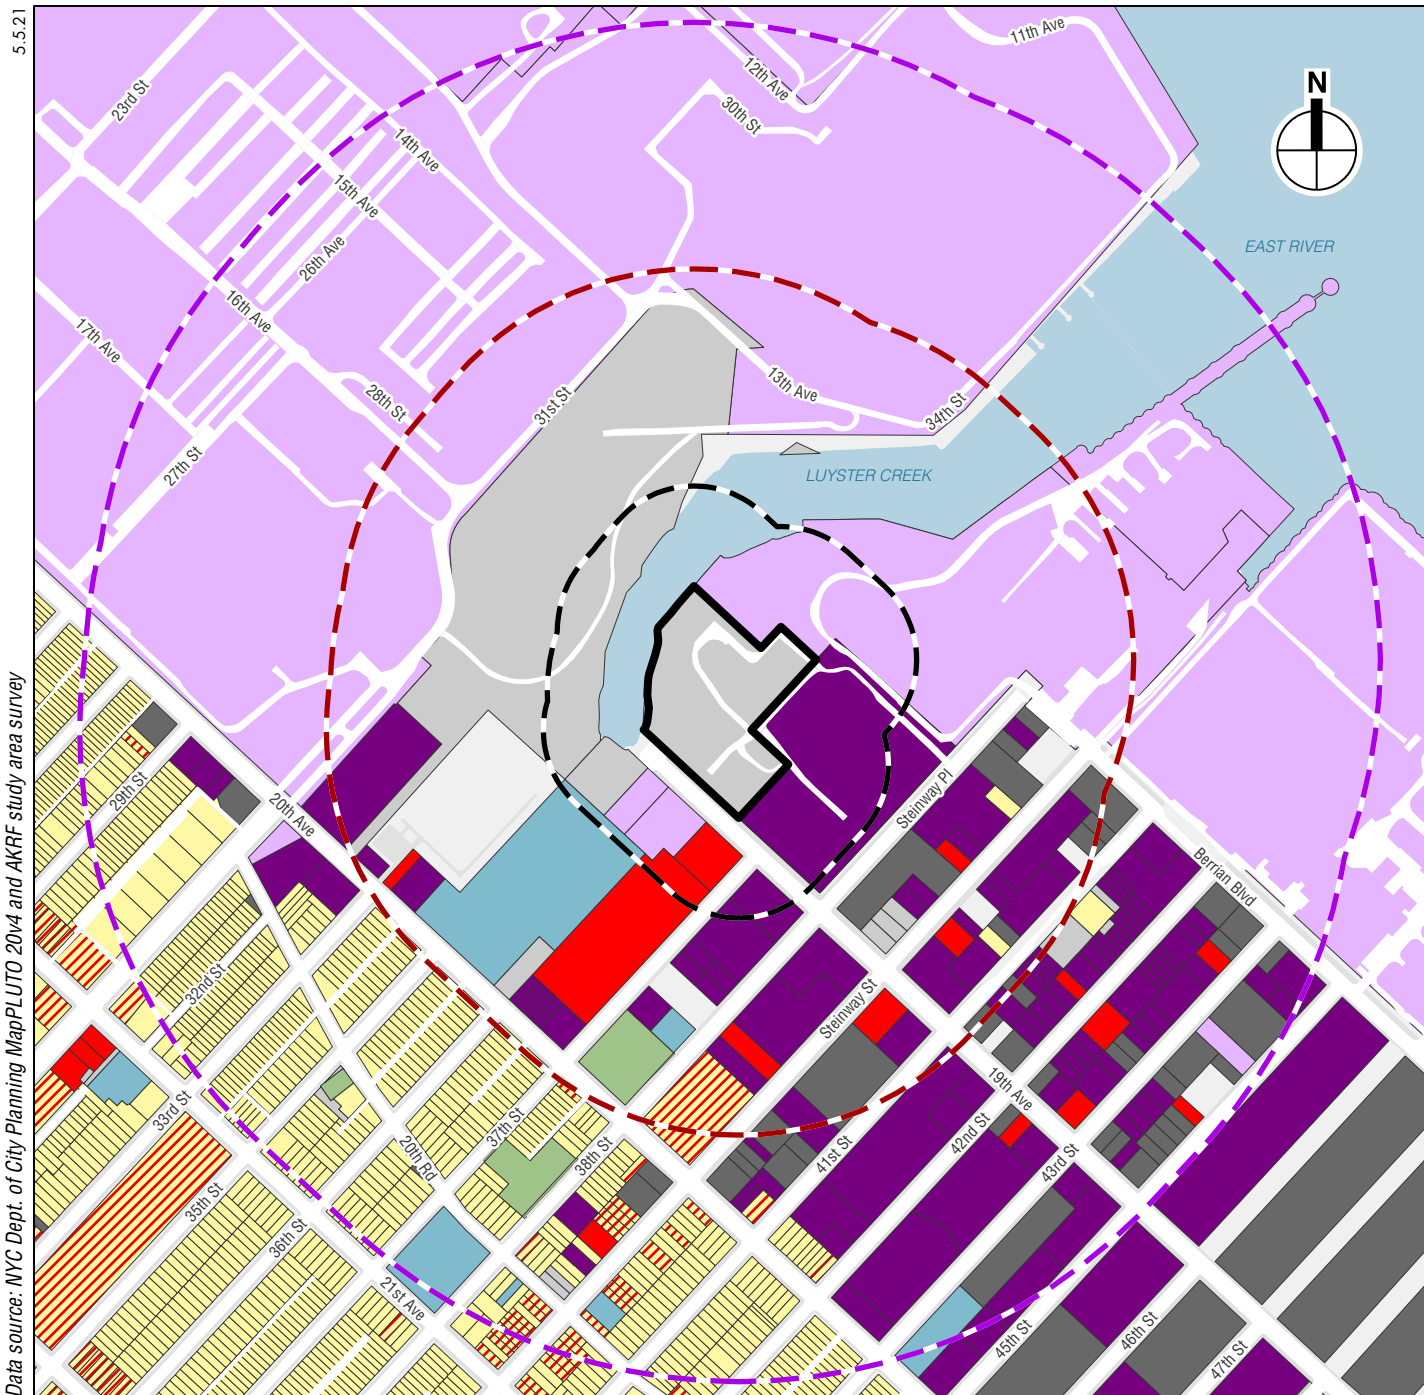 5.5.21
11th Ave
12th Ave
N
23rd St
30th St
14th Ave
15th Ave
EAST RIVER
26th Ave
16th Ave
17th Ave
13th Ave
28th St
31st St
34th St
27th St
LUYSTER CREEK
29th St
20th Ave
Steinway Pl
Berrian Blvd
32nd St
Steinway St
33rd St
19th Ave
37th St
42nd St
20th Rd
38th St
41st St
43rd St
35th St
36th St
21st Ave
45th St
46th St
47th St
Data source: NYC Dept. of City Planning MapPLUTO 20v4 and AKRF study area survey